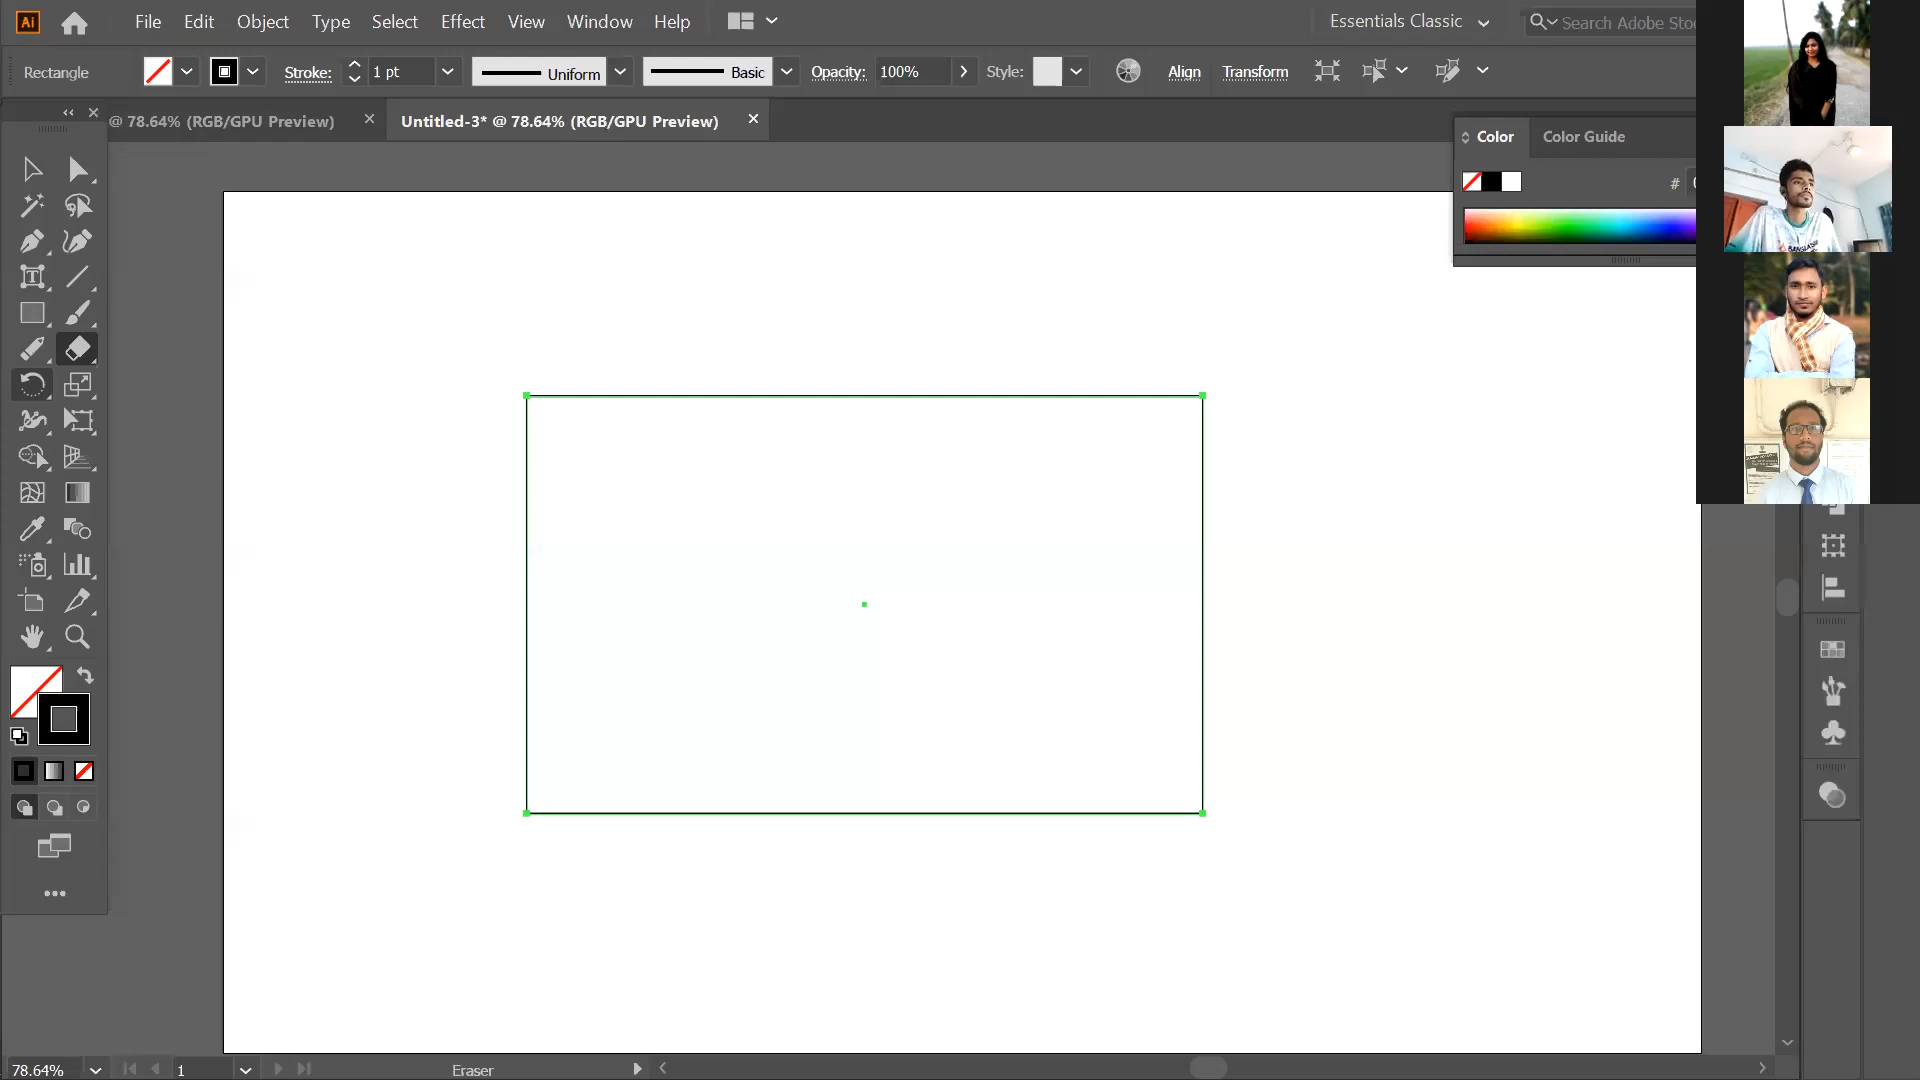 Ai
File Edit Object Type Select Effect View Window Help
Essentials Classic
Search Adobe Sto
Rectangle
Stroke: 1 pt Uniform Basic Opacity: 100% Style: Align Transform
@ 78.64% (RGB/GPU Preview)
Untitled-3* @ 78.64% (RGB/GPU Preview)
Color Color Guide
#
T
78.64% 1 Eraser